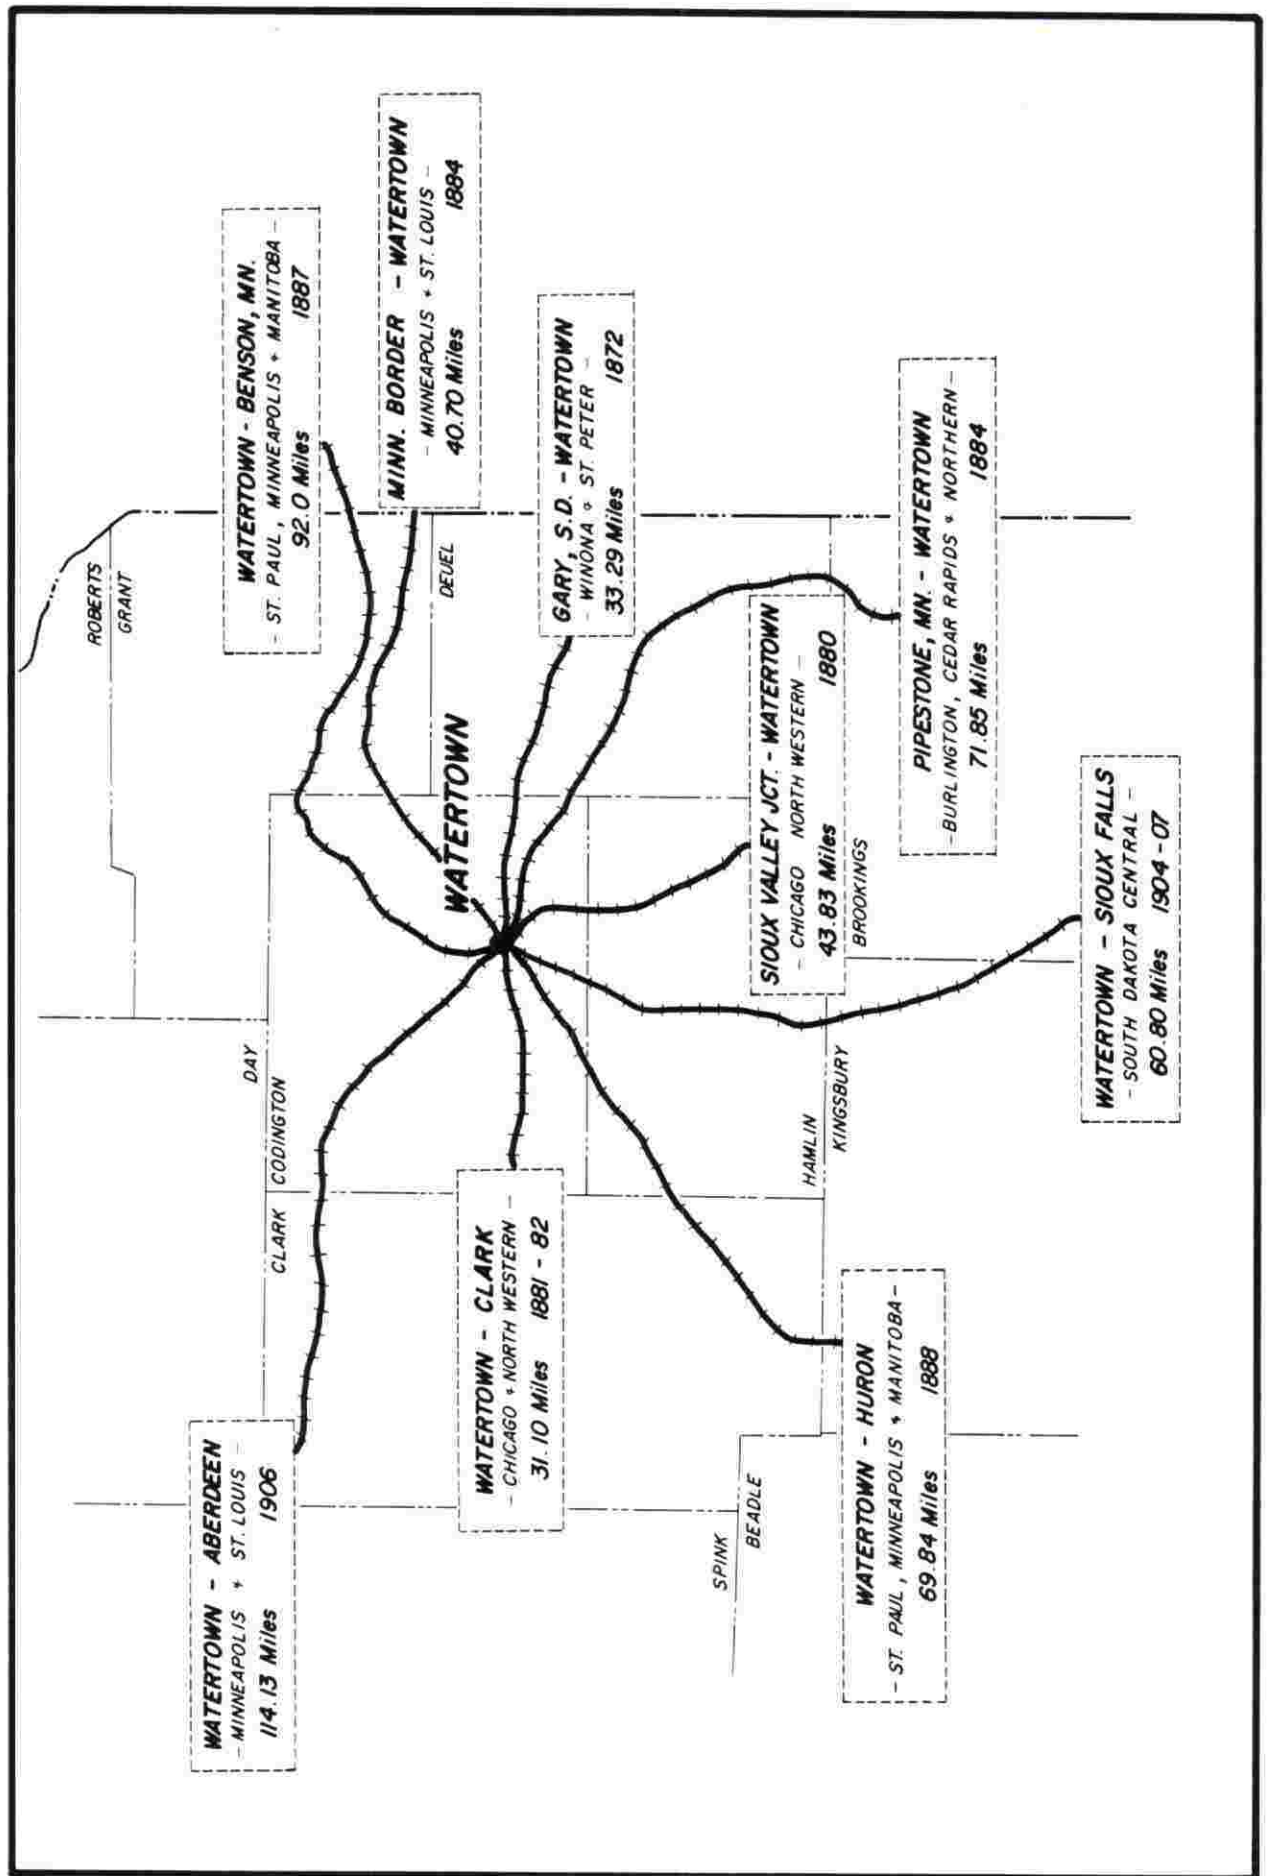 WATERTOWN - ABERDEEN
- MINNEAPOLIS & ST. LOUIS -
114.13 Miles 1906
WATERTOWN - BENSON, MN.
- ST. PAUL, MINNEAPOLIS & MANITOBA -
92.0 Miles 1887
MINN. BORDER - WATERTOWN
- MINNEAPOLIS & ST. LOUIS -
40.70 Miles 1884
ROBERTS
GRANT
DAY
CLARK
CODINGTON
DEUEL
WATERTOWN
WATERTOWN - CLARK
- CHICAGO & NORTH WESTERN -
31.10 Miles 1881 - 82
GARY, S.D. - WATERTOWN
- WINONA & ST. PETER -
33.29 Miles 1872
SPINK
BEADLE
HAMLIN
KINGSBURY
SIOUX VALLEY JCT. - WATERTOWN
- CHICAGO NORTH WESTERN -
43.83 Miles 1880
BROOKINGS
WATERTOWN - HURON
- ST. PAUL, MINNEAPOLIS & MANITOBA -
69.84 Miles 1888
PIPESTONE, MN. - WATERTOWN
- BURLINGTON, CEDAR RAPIDS & NORTHERN -
71.85 Miles 1884
WATERTOWN - SIOUX FALLS
- SOUTH DAKOTA CENTRAL -
60.80 Miles 1904 - 07